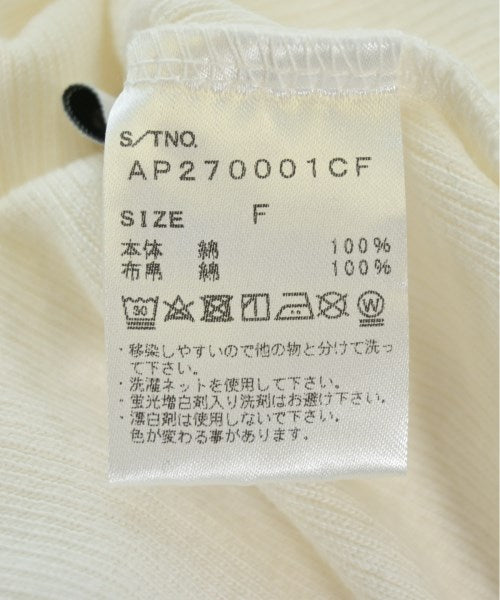 S/TNO.
AP270001CF
SIZE F
本体 綿 100%
布帛 綿 100%
30 W
・移染しやすいので他の物と分けて洗っ
て下さい。
・洗濯ネットを使用して下さい。
・蛍光増白剤入り洗剤はお避け下さい。
・漂白剤は使用しないで下さい。
色が変わる事があります。